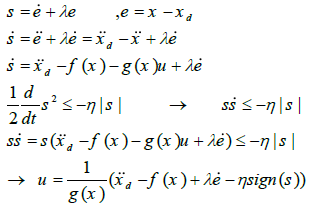 s = ė + λe      , e = x − x_d
ṡ = ë + λė = ẍ_d − ẍ + λė
ṡ = ẍ_d − f(x) − g(x)u + λė
1/2 d/dt s² ≤ −η|s|   →   sṡ ≤ −η|s|
sṡ = s(ẍ_d − f(x) − g(x)u + λė) ≤ −η|s|
→ u = 1/g(x) (ẍ_d − f(x) + λė − ηsign(s))